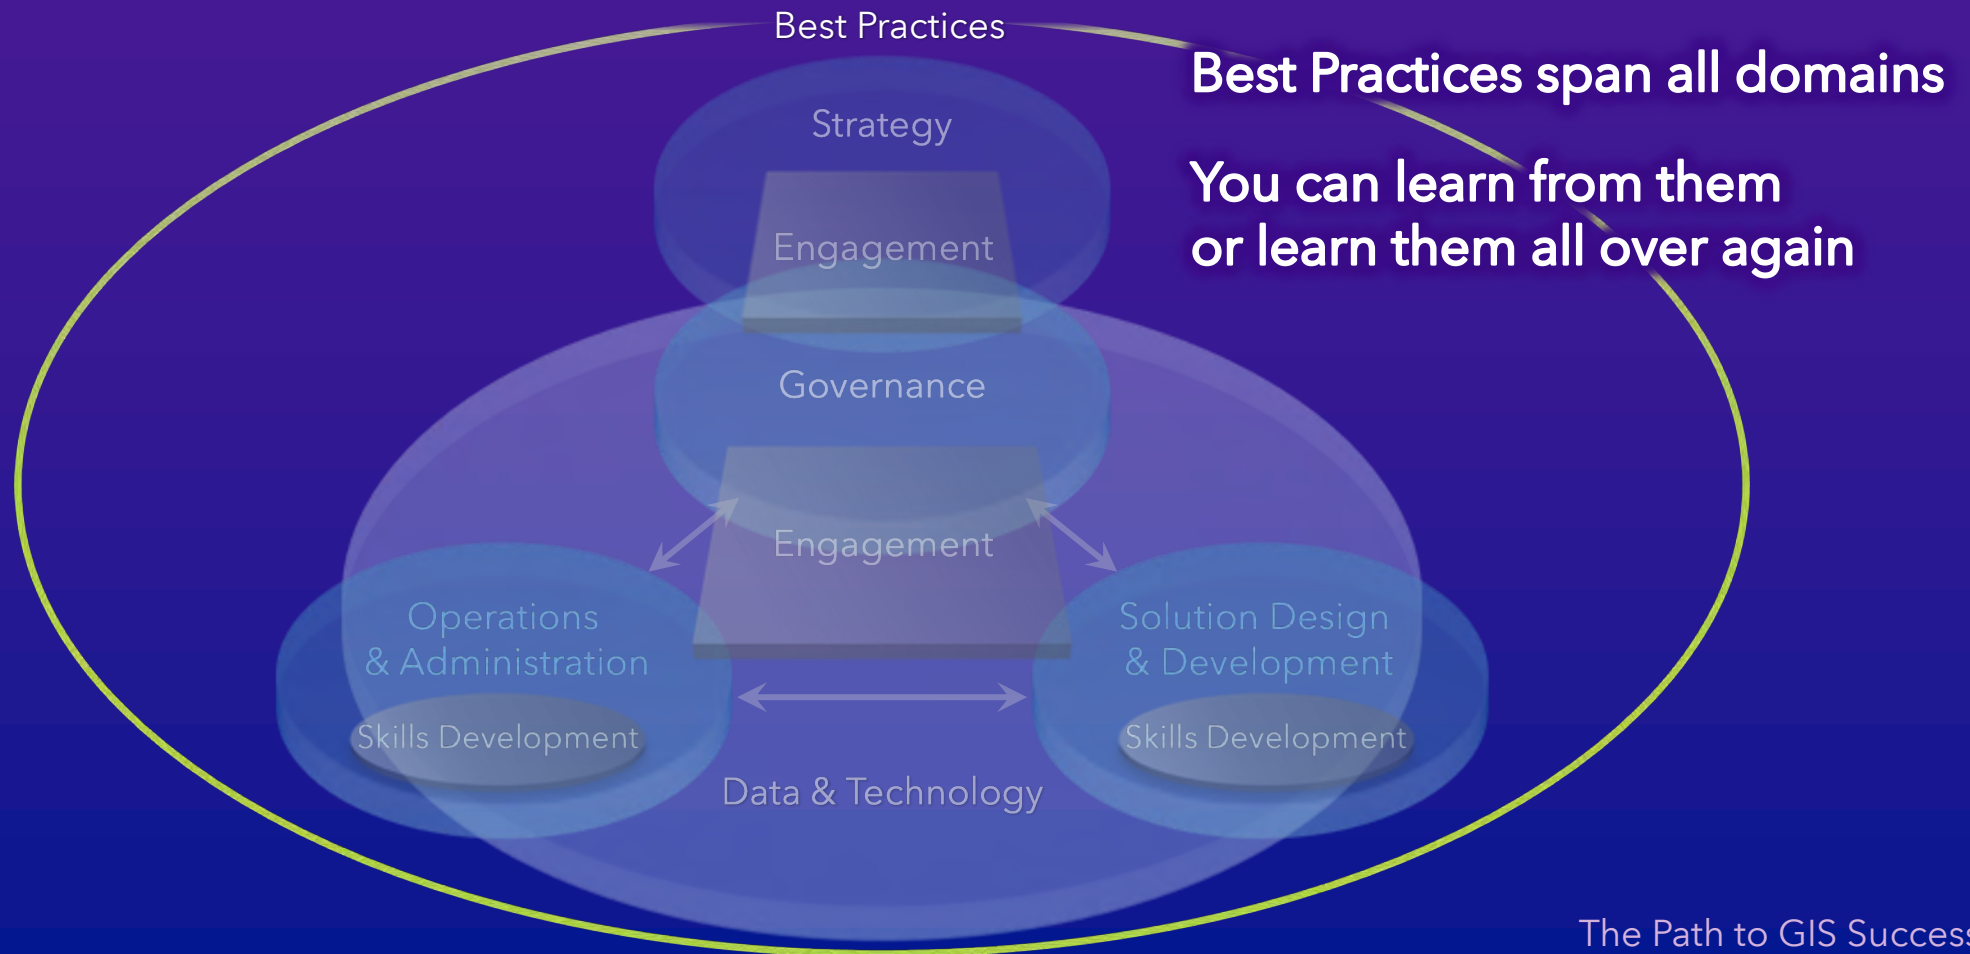 Best Practices
Best Practices span all domains
You can learn from them
or learn them all over again
Strategy
Engagement
Governance
Engagement
Operations
& Administration
Solution Design
& Development
Skills Development
Skills Development
Data & Technology
The Path to GIS Success